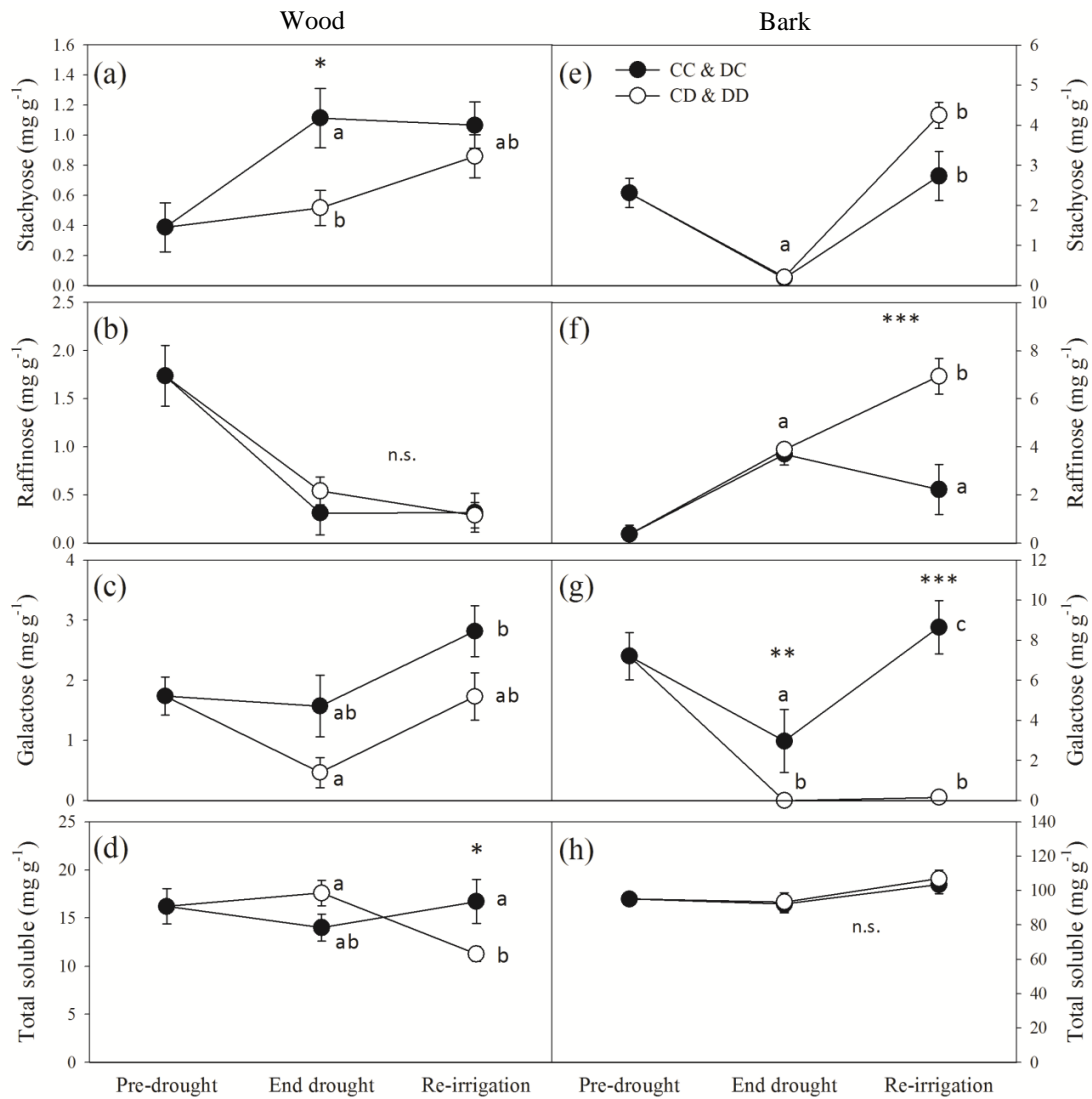 Wood
Bark
1.6
1.4
1.2
1.0
0.8
0.6
0.4
0.2
0.0
Stachyose (mg g-1)
(a)
*
a
b
ab
(e)
CC & DC
CD & DD
a
b
b
6
5
4
3
2
1
0
Stachyose (mg g-1)
2.5
2.0
1.5
1.0
0.5
0.0
Raffinose (mg g-1)
(b)
n.s.
(f)
***
a
b
a
10
8
6
4
2
0
Raffinose (mg g-1)
4
3
2
1
0
Galactose (mg g-1)
(c)
ab
a
b
ab
(g)
**
a
b
***
c
b
12
10
8
6
4
2
0
Galactose (mg g-1)
25
20
15
10
5
0
Total soluble (mg g-1)
(d)
a
ab
*
a
b
(h)
n.s.
140
120
100
80
60
40
20
0
Total soluble (mg g-1)
Pre-drought End drought Re-irrigation
Pre-drought End drought Re-irrigation